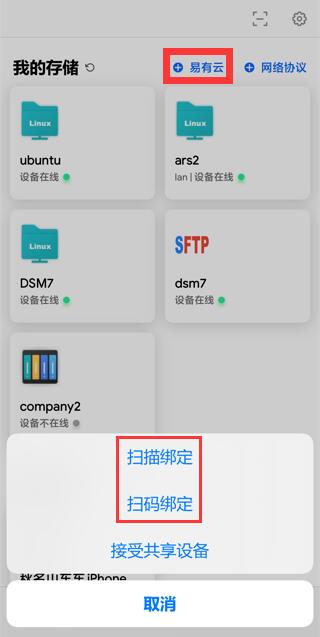 我的存储 易有云 网络协议
Linux Linux
ubuntu ars2
设备在线 lan | 设备在线
Linux SFTP
DSM7 dsm7
设备在线 设备在线
company2
设备不在线
扫描绑定
扫码绑定
接受共享设备
取消